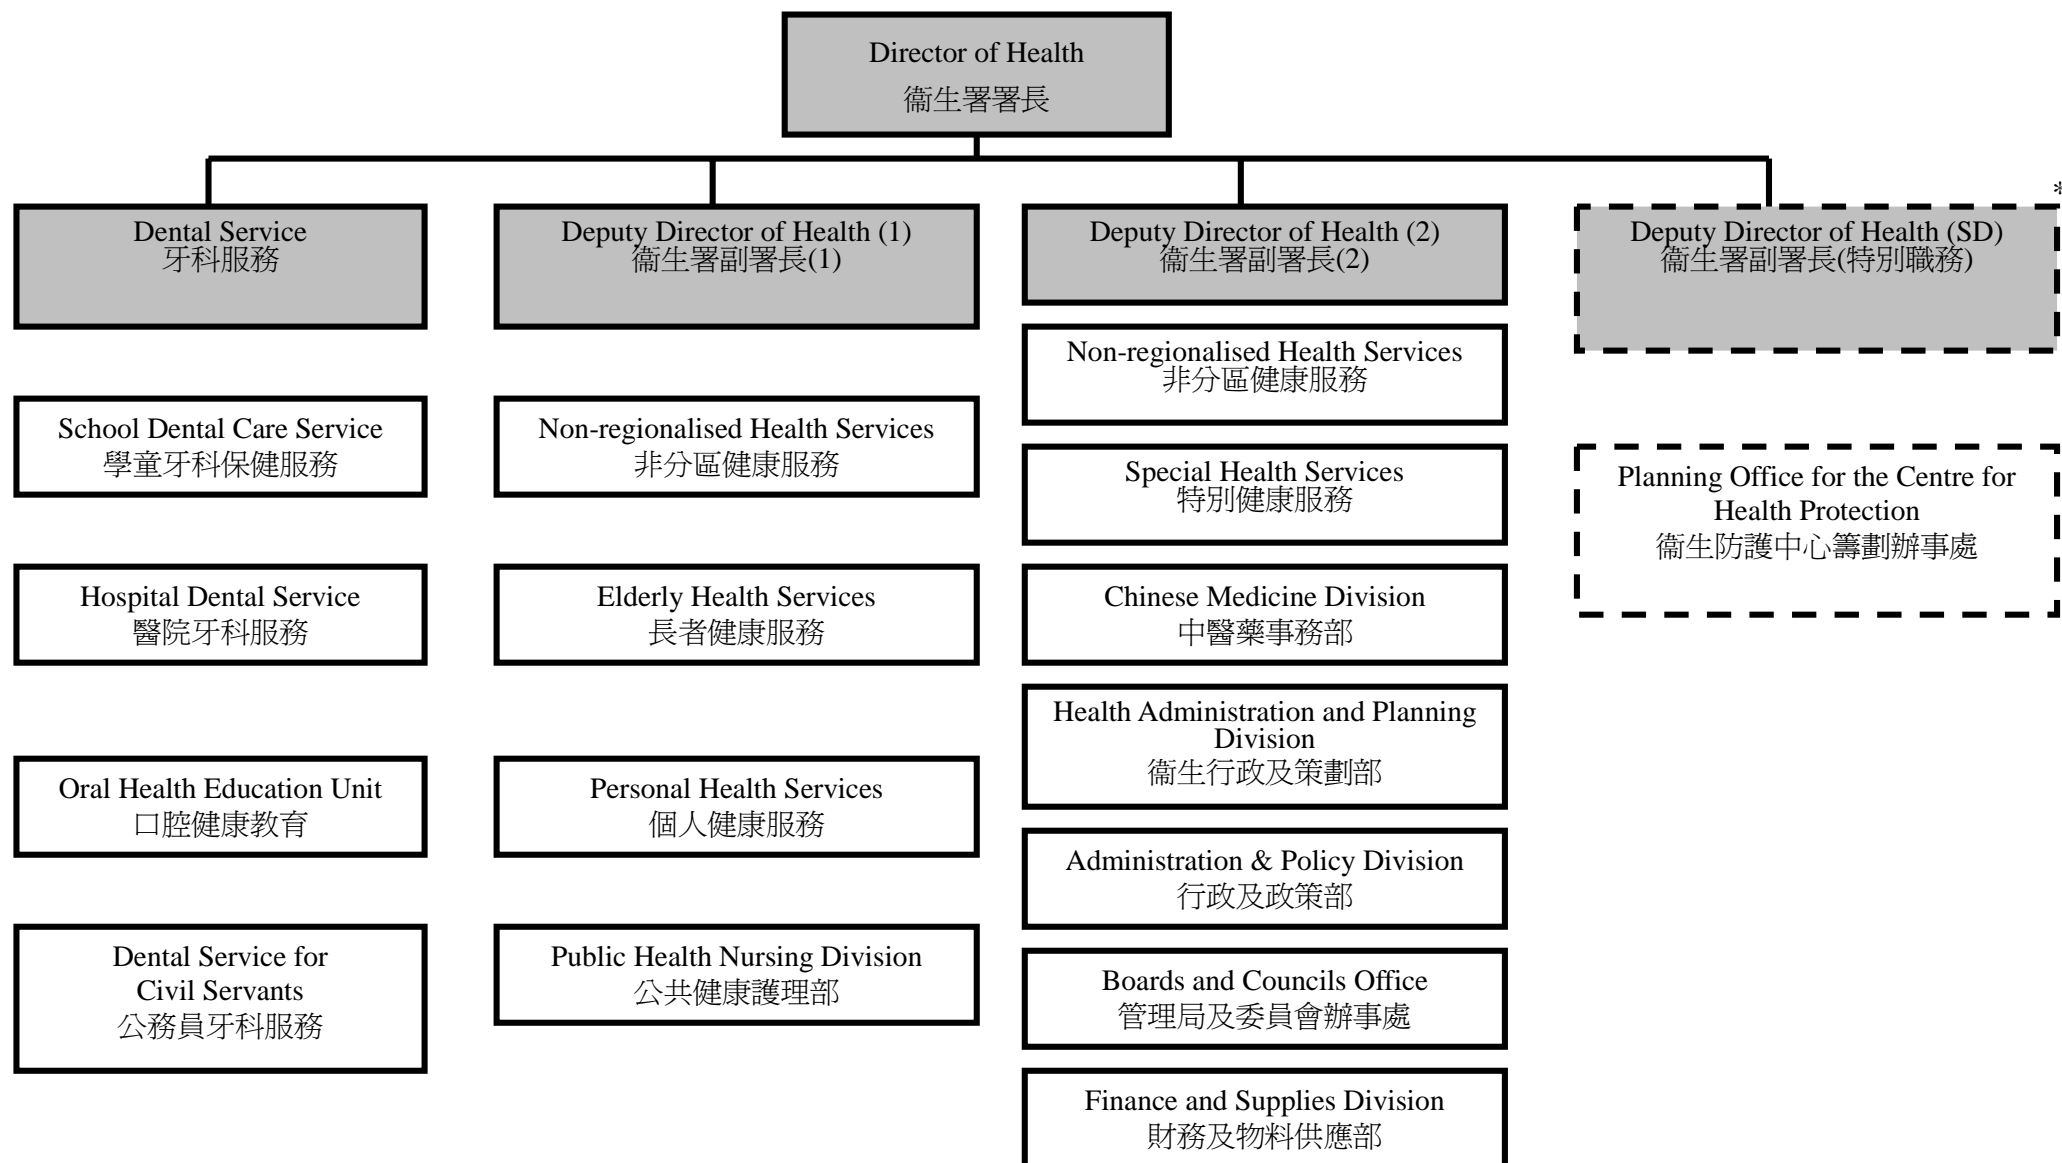 Director of Health
衞生署署長
*
Dental Service
牙科服務
School Dental Care Service
學童牙科保健服務
Hospital Dental Service
醫院牙科服務
Oral Health Education Unit
口腔健康教育
Dental Service for
Civil Servants
公務員牙科服務
Deputy Director of Health (1)
衞生署副署長(1)
Non-regionalised Health Services
非分區健康服務
Elderly Health Services
長者健康服務
Personal Health Services
個人健康服務
Public Health Nursing Division
公共健康護理部
Deputy Director of Health (2)
衞生署副署長(2)
Non-regionalised Health Services
非分區健康服務
Special Health Services
特別健康服務
Chinese Medicine Division
中醫藥事務部
Health Administration and Planning
Division
衞生行政及策劃部
Administration & Policy Division
行政及政策部
Boards and Councils Office
管理局及委員會辦事處
Finance and Supplies Division
財務及物料供應部
Deputy Director of Health (SD)
衞生署副署長(特別職務)
Planning Office for the Centre for
Health Protection
衞生防護中心籌劃辦事處